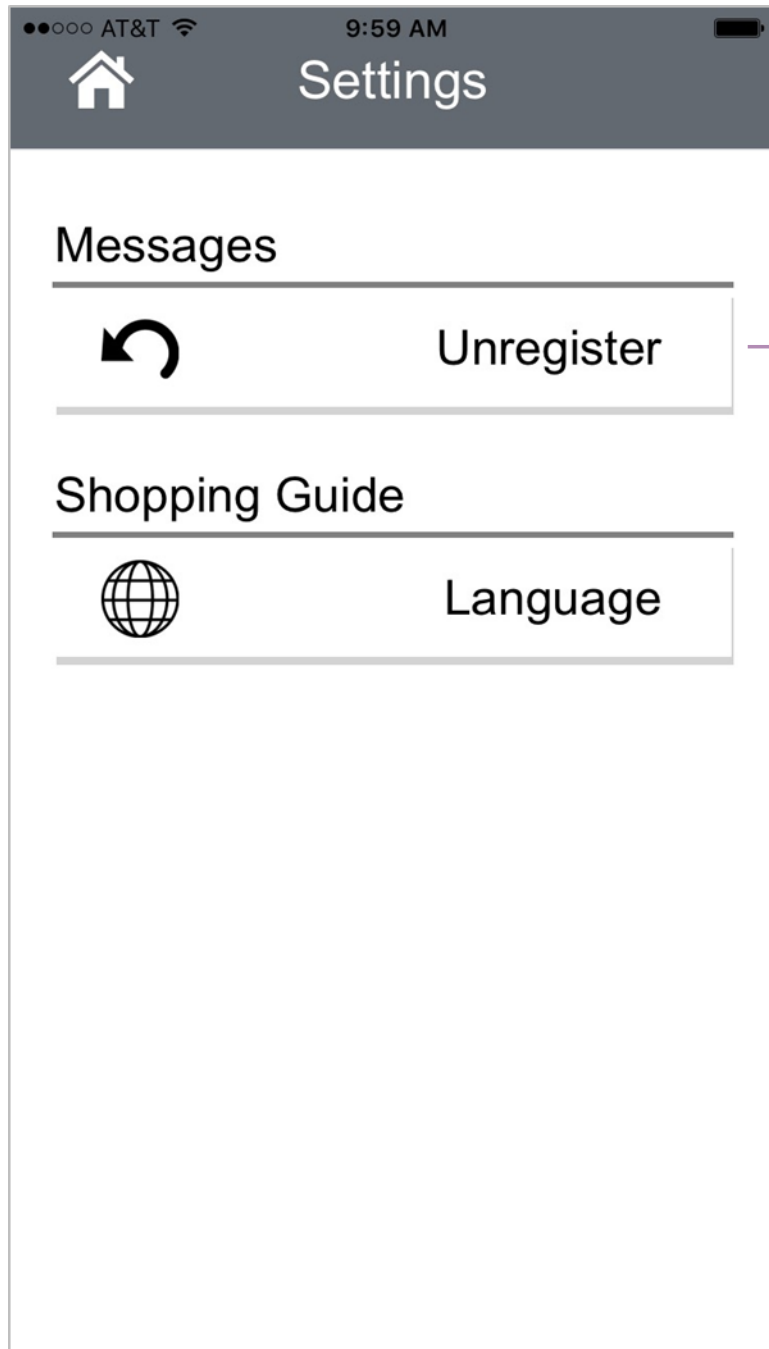 AT&T 9:59 AM
Settings
Messages
Unregister
Shopping Guide
Language